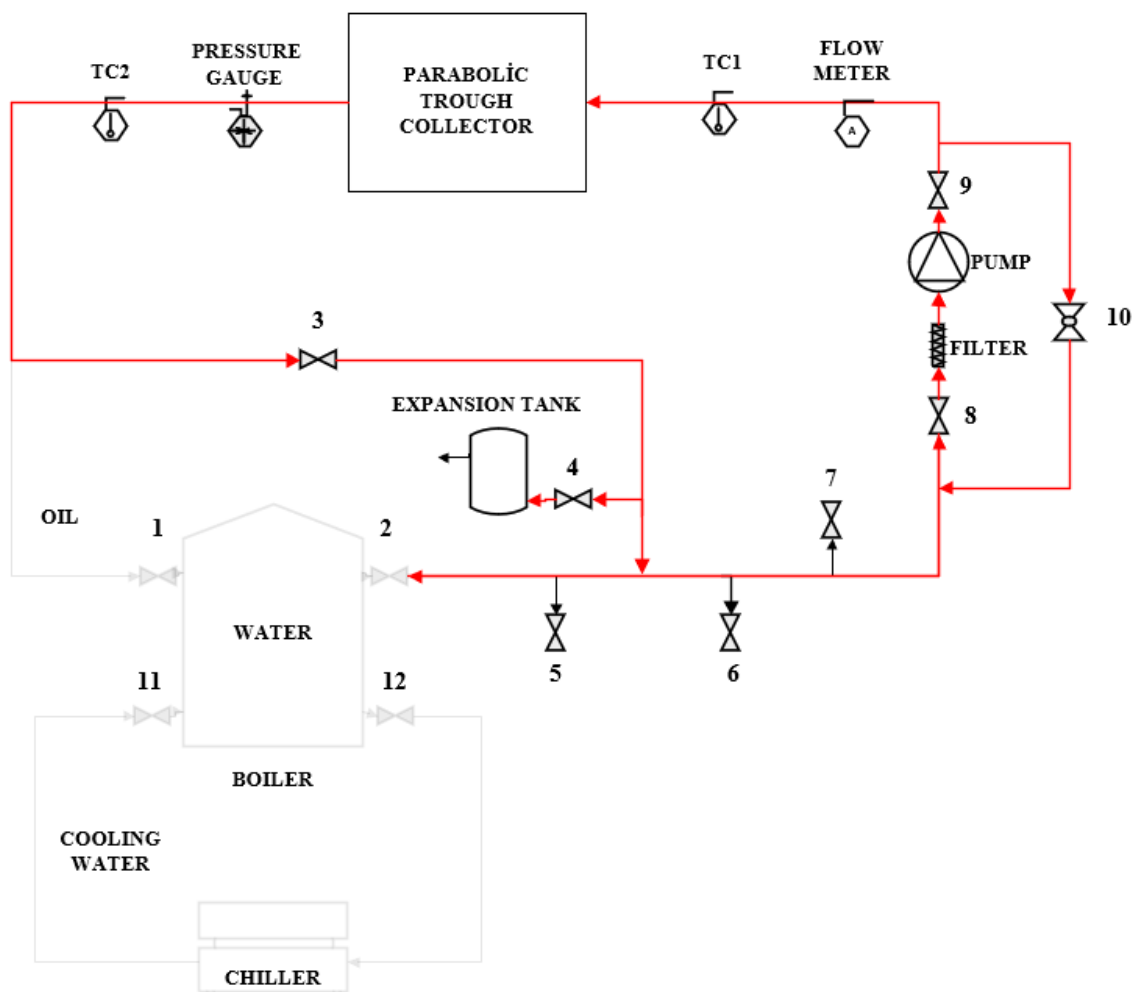 TC2
PRESSURE
GAUGE
PARABOLİC
TROUGH
COLLECTOR
TC1
FLOW
METER
A
9
PUMP
10
3
FILTER
EXPANSION TANK
8
4
7
OIL
1
2
WATER
5
6
11
12
BOILER
COOLING
WATER
CHILLER